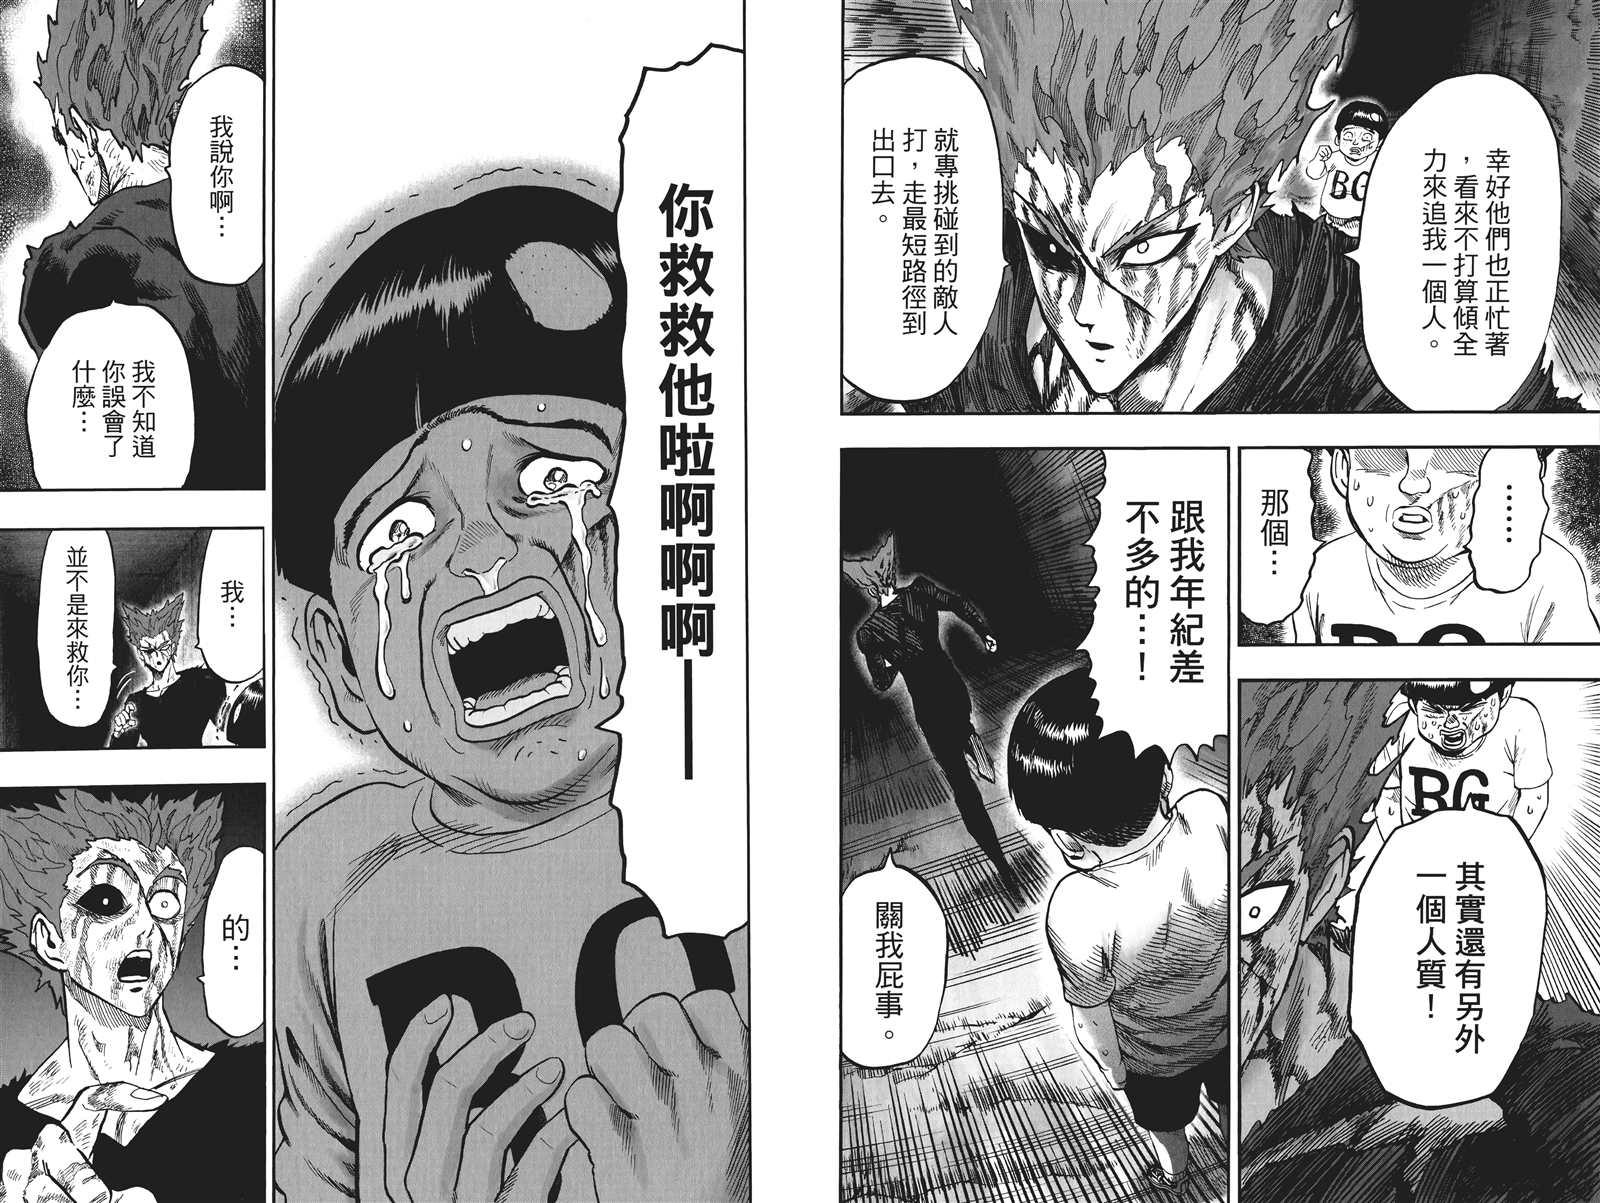 幸好他們也正忙著
，看來不打算傾全
力來追我一個人。
BG
就專挑碰到的敵人
打，走最短路徑到
出口去。
……
那個…
BG
其實還有另外
一個人質！
跟我年紀差
不多的…！
關我屁事。
你救救他啦啊啊啊——
我說你啊…
我不知道
你誤會了
什麼…
我…
並不是來救你…
的…